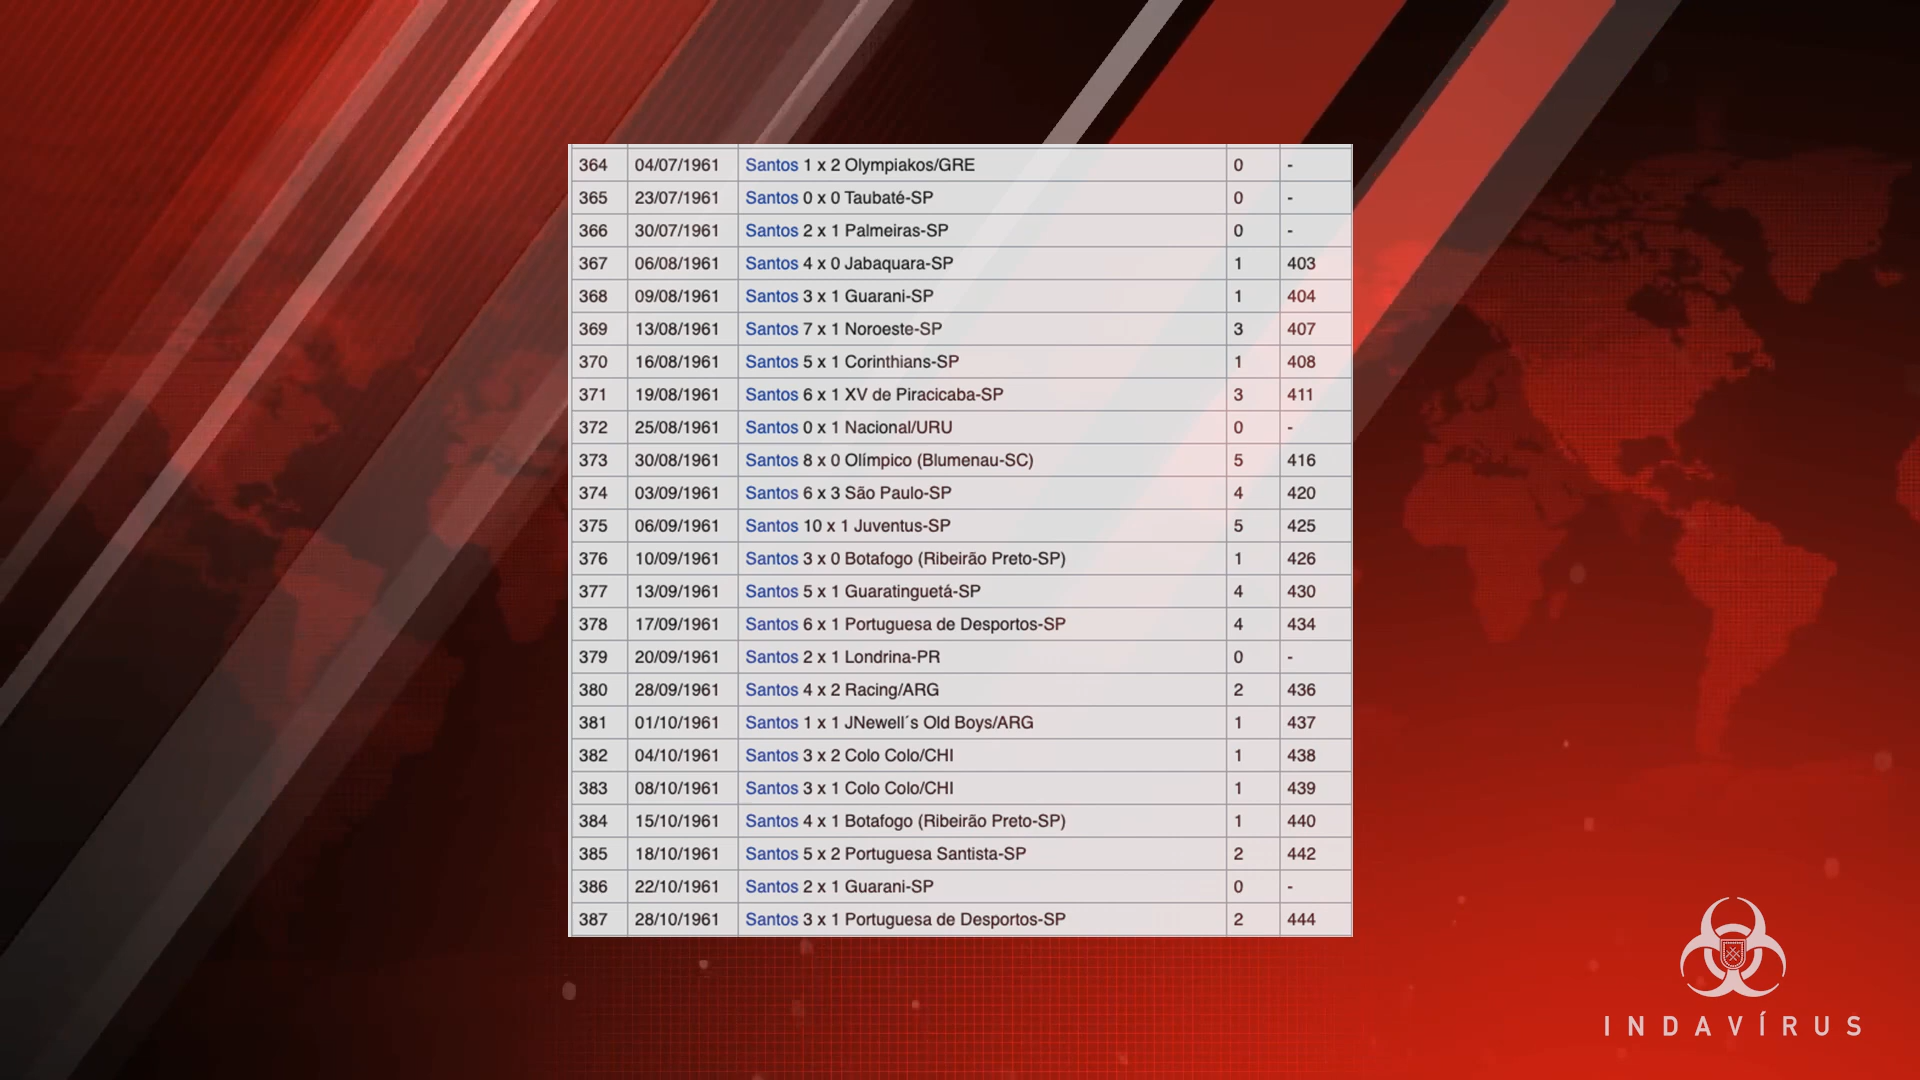 364 04/07/1961 Santos 1 x 2 Olympiakos/GRE 0 -
365 23/07/1961 Santos 0 x 0 Taubaté-SP 0 -
366 30/07/1961 Santos 2 x 1 Palmeiras-SP 0 -
367 06/08/1961 Santos 4 x 0 Jabaquara-SP 1 403
368 09/08/1961 Santos 3 x 1 Guarani-SP 1 404
369 13/08/1961 Santos 7 x 1 Noroeste-SP 3 407
370 16/08/1961 Santos 5 x 1 Corinthians-SP 1 408
371 19/08/1961 Santos 6 x 1 XV de Piracicaba-SP 3 411
372 25/08/1961 Santos 0 x 1 Nacional/URU 0 -
373 30/08/1961 Santos 8 x 0 Olímpico (Blumenau-SC) 5 416
374 03/09/1961 Santos 6 x 3 São Paulo-SP 4 420
375 06/09/1961 Santos 10 x 1 Juventus-SP 5 425
376 10/09/1961 Santos 3 x 0 Botafogo (Ribeirão Preto-SP) 1 426
377 13/09/1961 Santos 5 x 1 Guaratinguetá-SP 4 430
378 17/09/1961 Santos 6 x 1 Portuguesa de Desportos-SP 4 434
379 20/09/1961 Santos 2 x 1 Londrina-PR 0 -
380 28/09/1961 Santos 4 x 2 Racing/ARG 2 436
381 01/10/1961 Santos 1 x 1 JNewell´s Old Boys/ARG 1 437
382 04/10/1961 Santos 3 x 2 Colo Colo/CHI 1 438
383 08/10/1961 Santos 3 x 1 Colo Colo/CHI 1 439
384 15/10/1961 Santos 4 x 1 Botafogo (Ribeirão Preto-SP) 1 440
385 18/10/1961 Santos 5 x 2 Portuguesa Santista-SP 2 442
386 22/10/1961 Santos 2 x 1 Guarani-SP 0 -
387 28/10/1961 Santos 3 x 1 Portuguesa de Desportos-SP 2 444
INDAVÍRUS